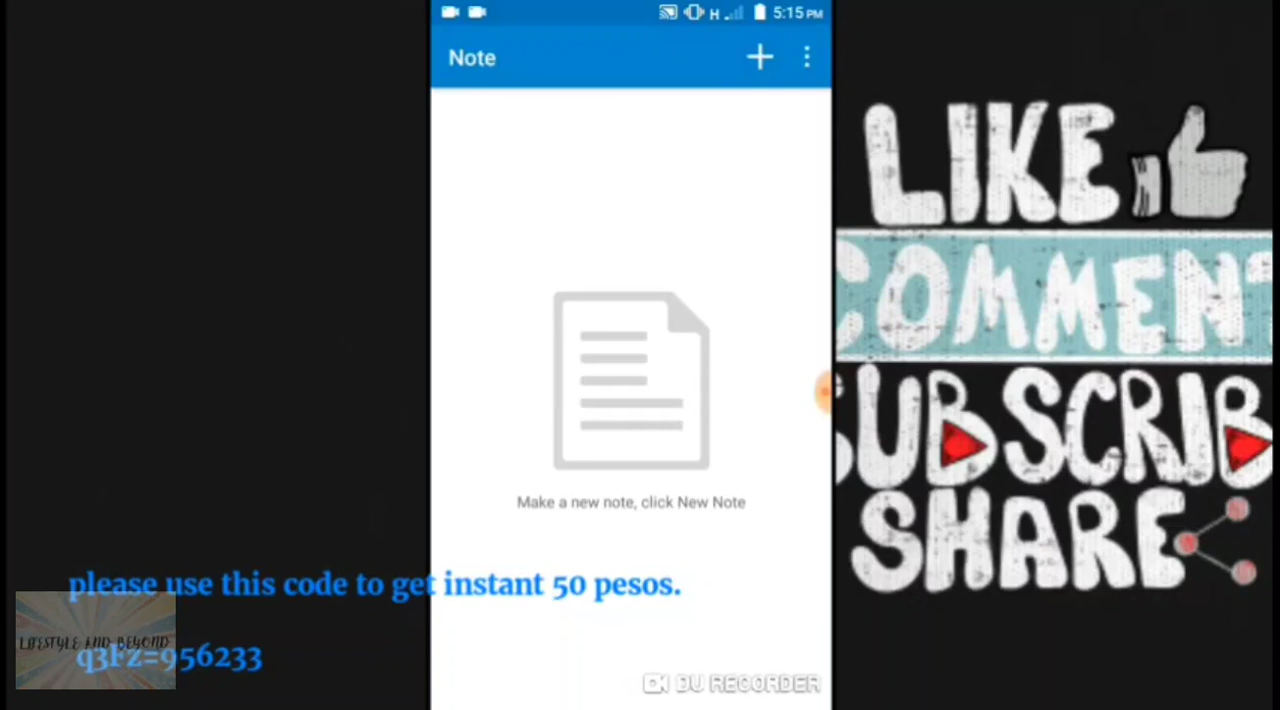 H 5:15 PM
Note
Make a new note, click New Note
LIKE
COMMENT
SUBSCRIB
SHARE
please use this code to get instant 50 pesos.
LIFESTYLE AND BEYOND
q3Fz=956233
DU RECORDER